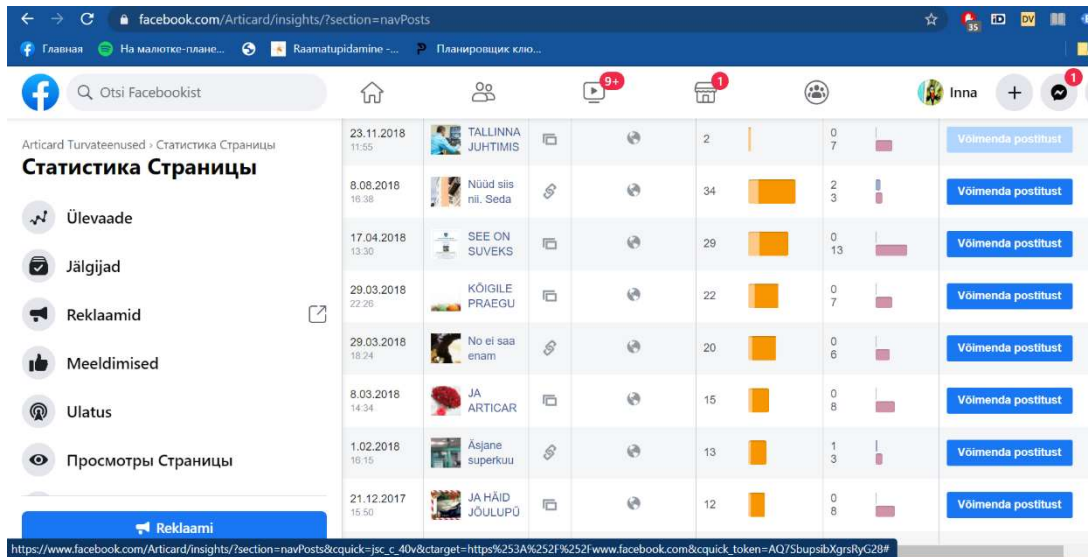 facebook.com/Articard/insights/?section=navPosts
35
iD
DV
Главная
На малютке-плане...
Raamatupidamine -...
Планировщик клю...
Otsi Facebookist
9+
1
Inna
1
Articard Turvateenused › Статистика Страницы
Статистика Страницы
Ülevaade
Jälgijad
Reklaamid
Meeldimised
Ulatus
Просмотры Страницы
Reklaami
23.11.2018
11:55
TALLINNA
JUHTIMIS
2
0
7
Võimenda postitust
8.08.2018
16:38
Nüüd siis
nii. Seda
34
2
3
Võimenda postitust
17.04.2018
13:30
SEE ON
SUVEKS
29
0
13
Võimenda postitust
29.03.2018
22:26
KÕIGILE
PRAEGU
22
0
7
Võimenda postitust
29.03.2018
18:24
No ei saa
enam
20
0
6
Võimenda postitust
8.03.2018
14:34
JA
ARTICAR
15
0
8
Võimenda postitust
1.02.2018
16:15
Äsjane
superkuu
13
1
3
Võimenda postitust
21.12.2017
15:50
JA HÄID
JÕULUPÜ
12
0
8
Võimenda postitust
https://www.facebook.com/Articard/insights/?section=navPosts&cquick=jsc_c_40v&ctarget=https%253A%252F%252Fwww.facebook.com&cquick_token=AQ7SbupsibXgrsRyG28#